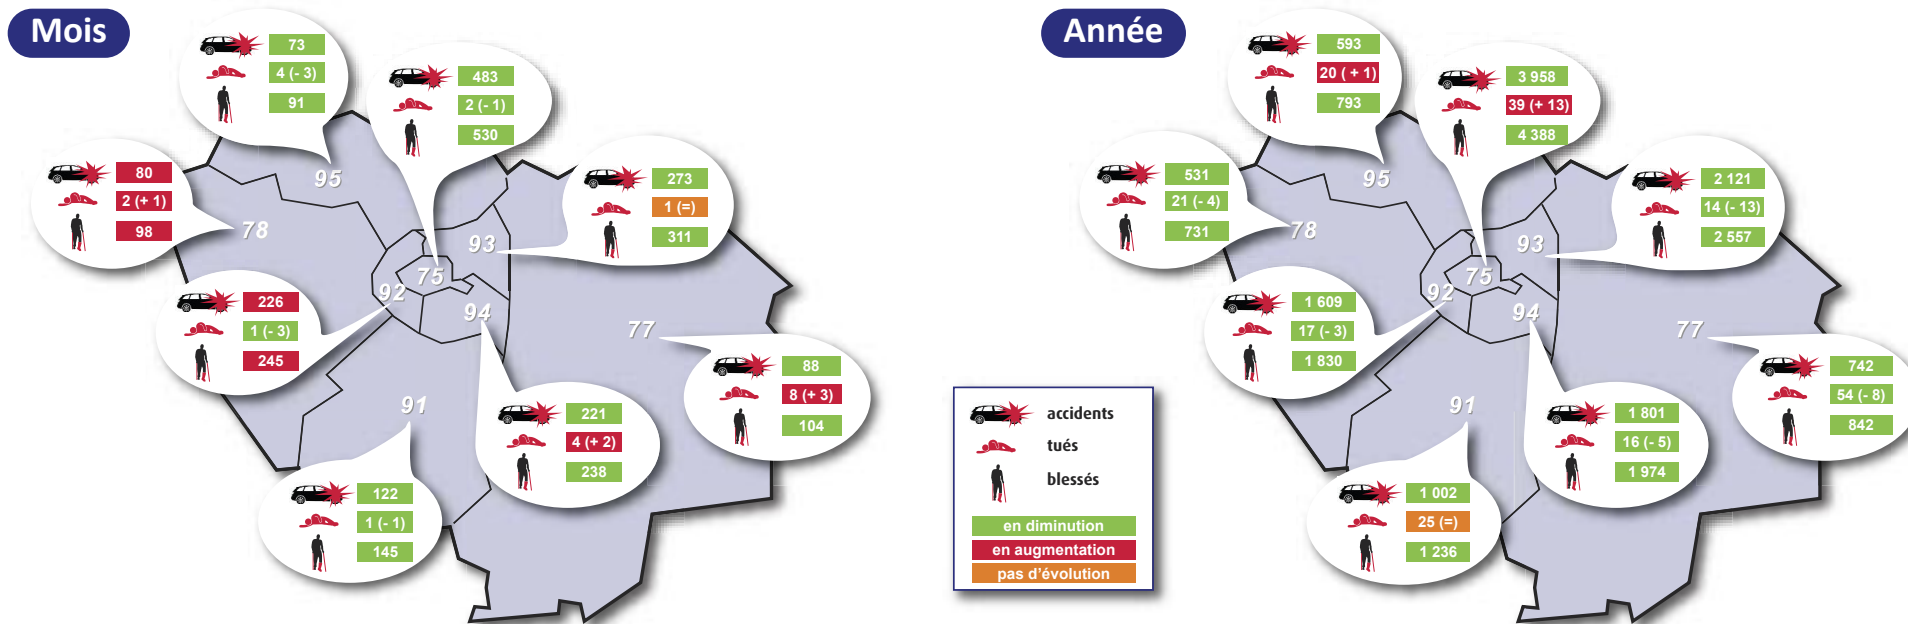 Mois
73
4 (- 3)
91
95
483
2 (- 1)
530
75
80
2 (+ 1)
98
78
273
1 (=)
311
93
226
1 (- 3)
245
92
221
4 (+ 2)
238
94
88
8 (+ 3)
104
77
122
1 (- 1)
145
91
accidents
tués
blessés
en diminution
en augmentation
pas d'évolution
Année
593
20 ( + 1)
793
95
3 958
39 (+ 13)
4 388
75
531
21 (- 4)
731
78
2 121
14 (- 13)
2 557
93
1 609
17 (- 3)
1 830
92
1 801
16 (- 5)
1 974
94
742
54 (- 8)
842
77
1 002
25 (=)
1 236
91